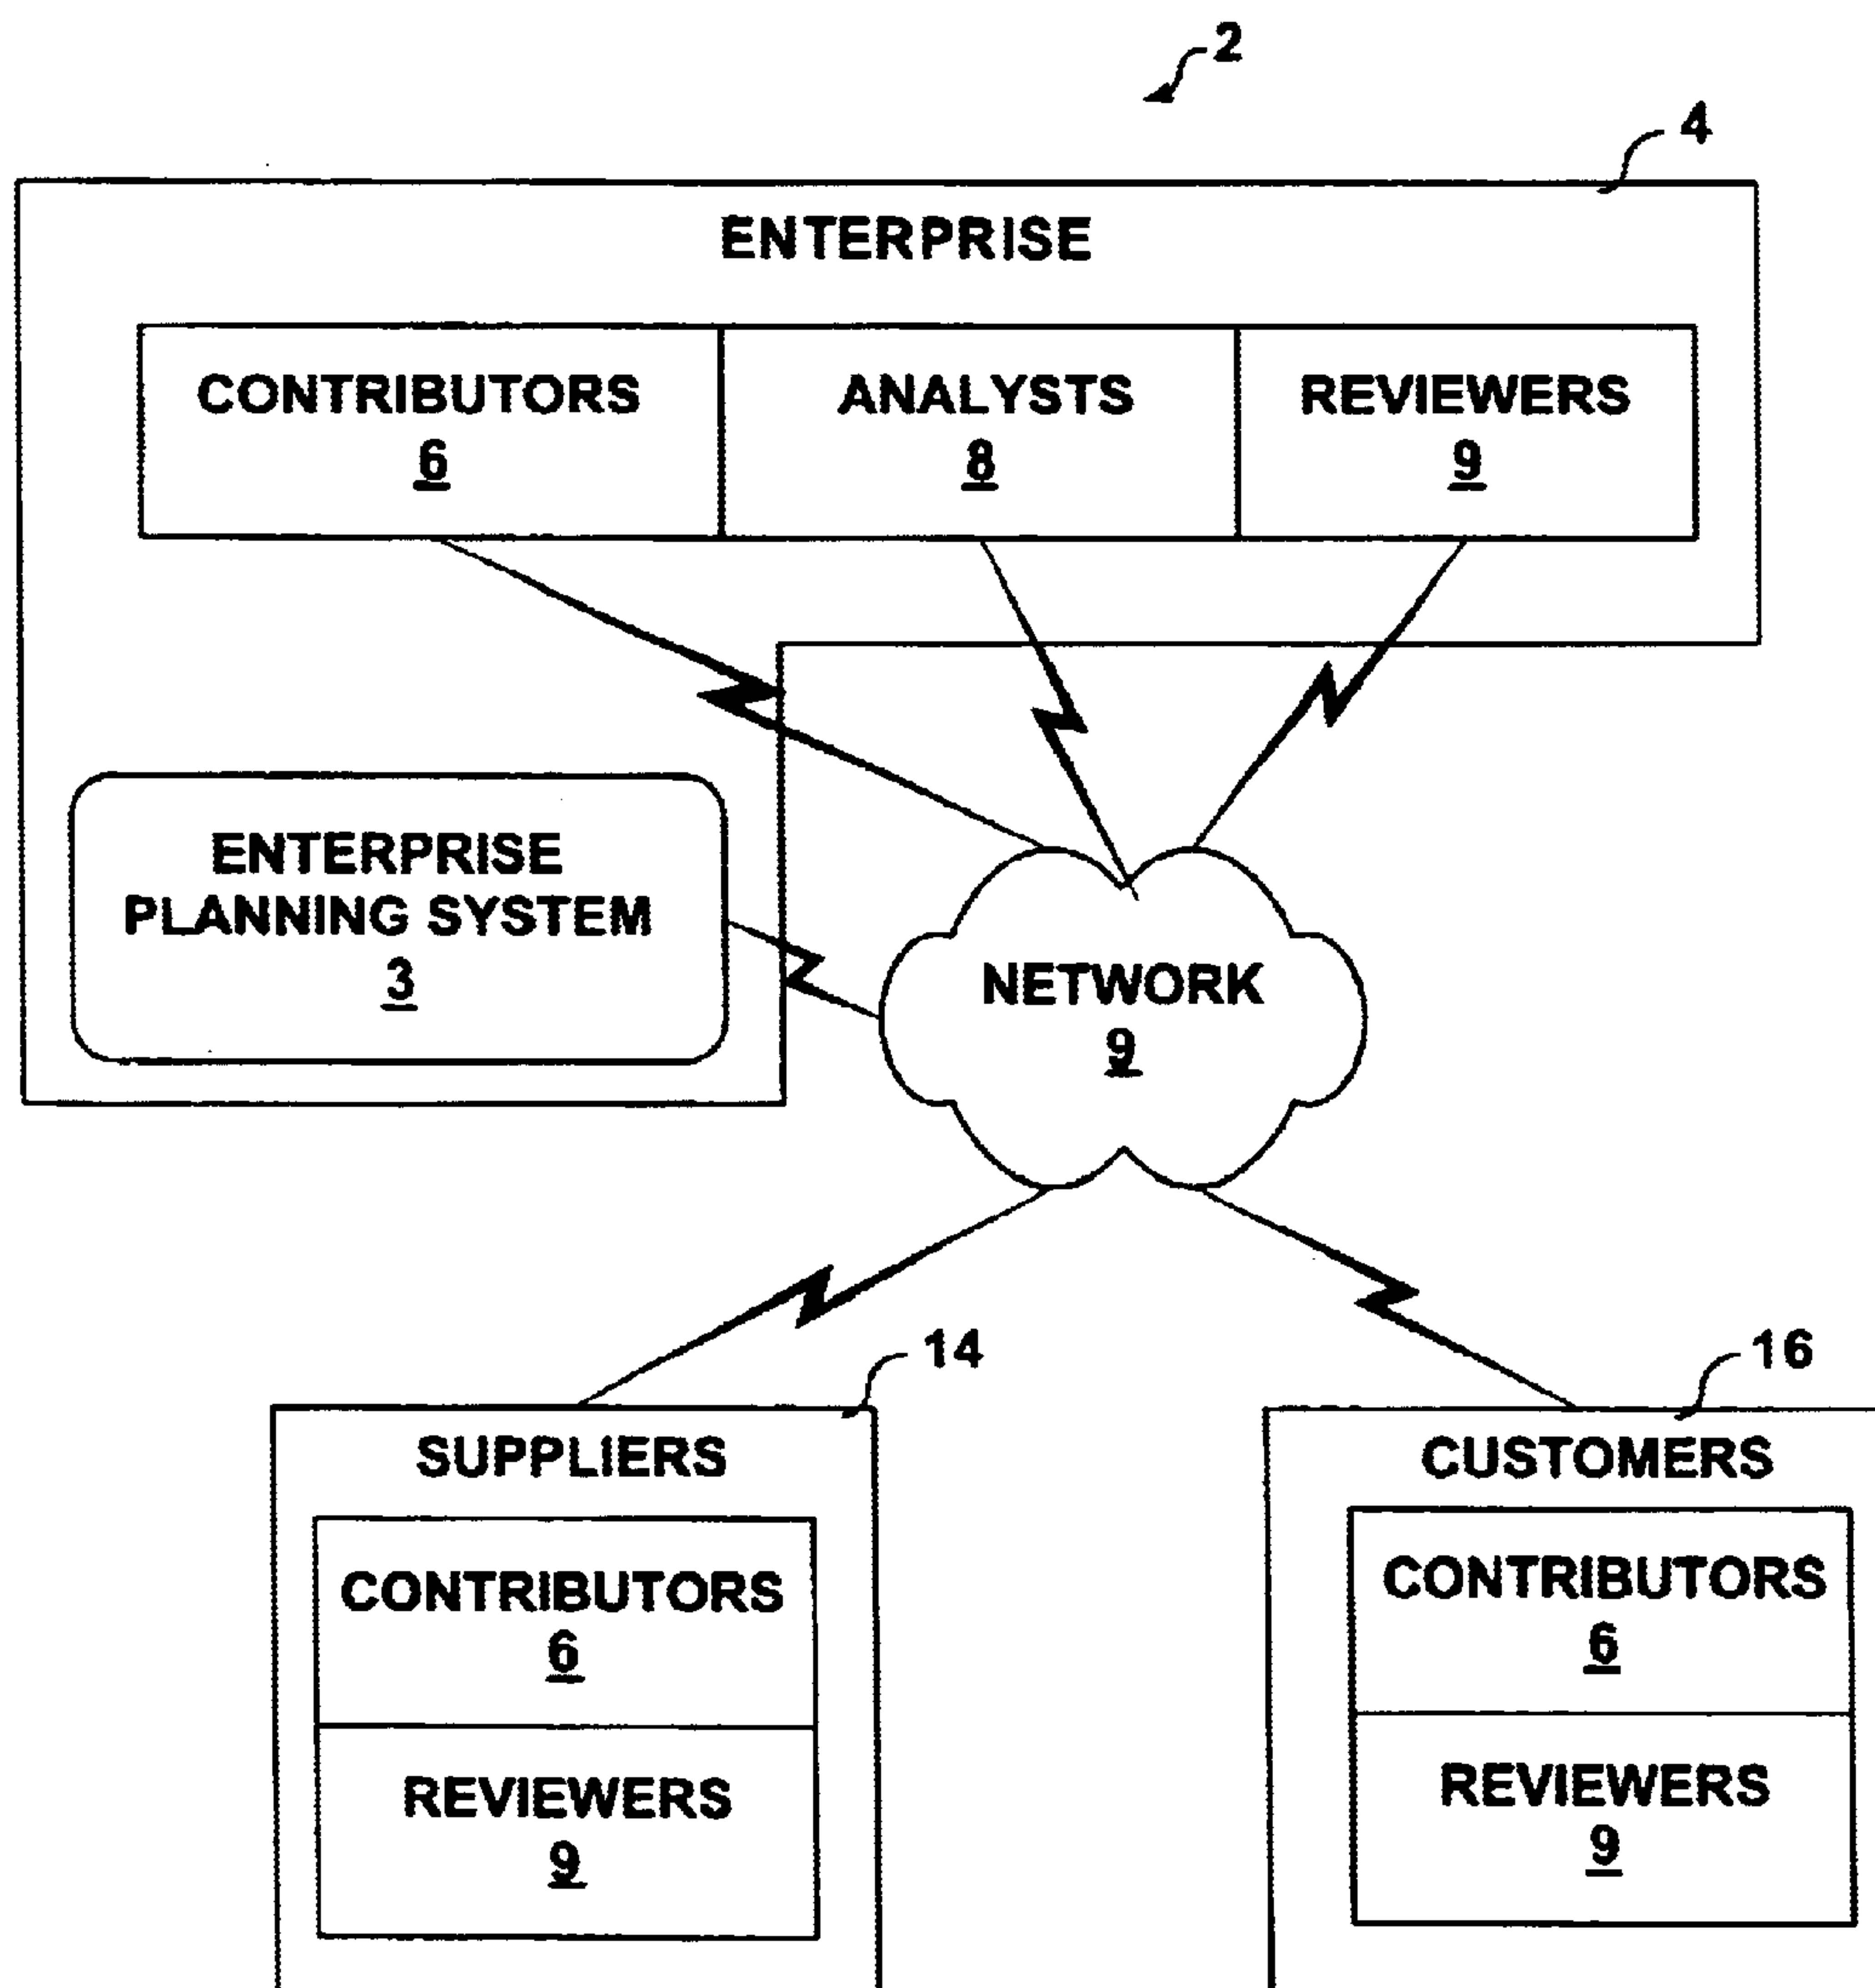 2
4
ENTERPRISE
CONTRIBUTORS
6
ANALYSTS
8
REVIEWERS
9
ENTERPRISE
PLANNING SYSTEM
3
NETWORK
9
14
SUPPLIERS
CONTRIBUTORS
6
REVIEWERS
9
16
CUSTOMERS
CONTRIBUTORS
6
REVIEWERS
9